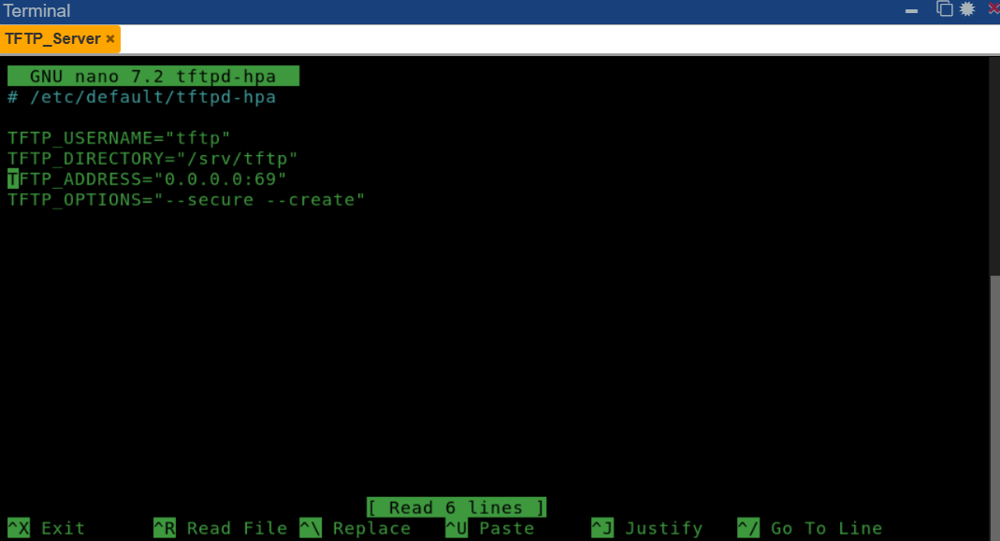 Terminal
TFTP_Server ×
GNU nano 7.2 tftpd-hpa
# /etc/default/tftpd-hpa
TFTP_USERNAME="tftp"
TFTP_DIRECTORY="/srv/tftp"
TFTP_ADDRESS="0.0.0.0:69"
TFTP_OPTIONS="--secure --create"
[ Read 6 lines ]
^X Exit ^R Read File ^\ Replace ^U Paste ^J Justify ^/ Go To Line